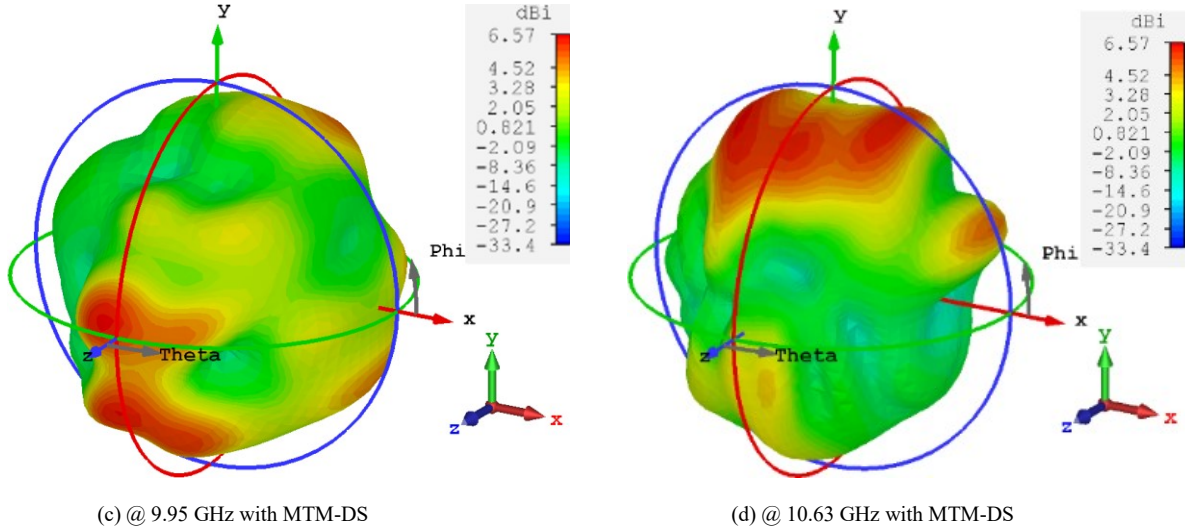 y
dBi
6.57
4.52
3.28
2.05
0.821
-2.09
-8.36
-14.6
-20.9
-27.2
-33.4
Phi
x
z
Theta
y
z
x
(c) @ 9.95 GHz with MTM-DS
y
dBi
6.57
4.52
3.28
2.05
0.821
-2.09
-8.36
-14.6
-20.9
-27.2
-33.4
Phi
x
z
Theta
y
z
x
(d) @ 10.63 GHz with MTM-DS